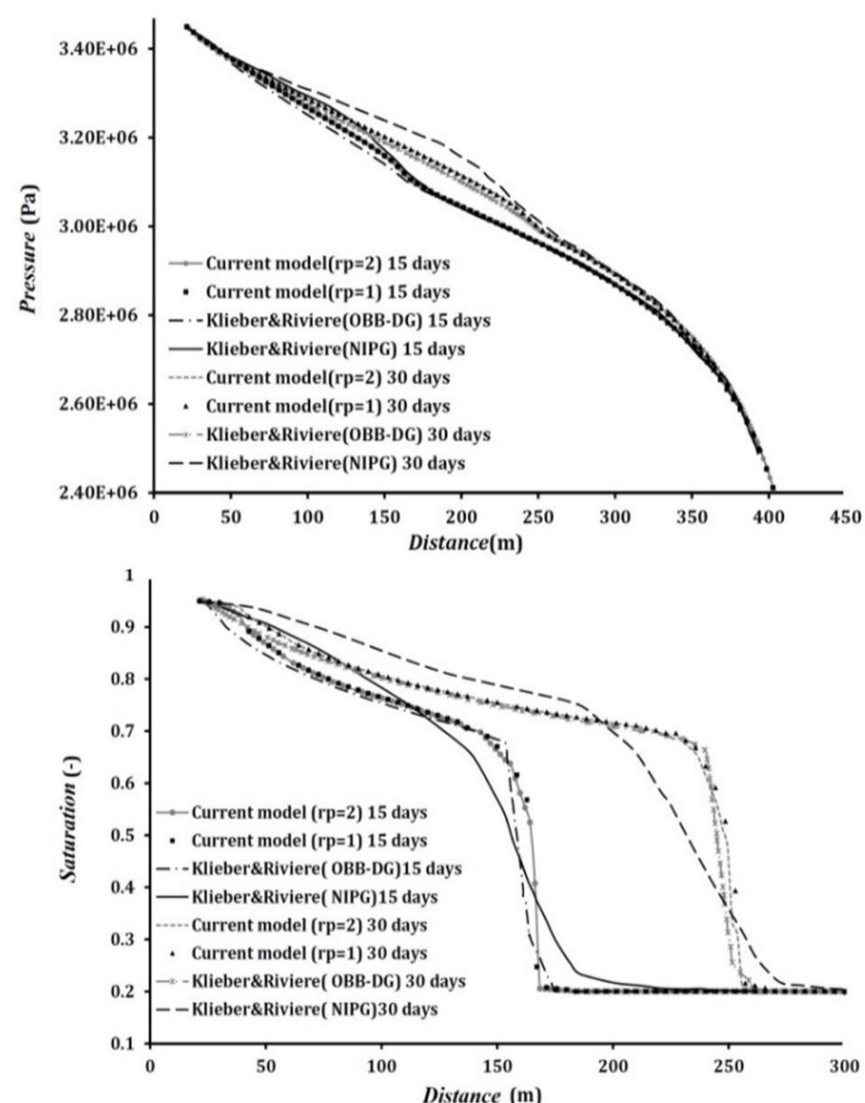 3.40E+06
3.20E+06
3.00E+06
2.80E+06
2.60E+06
2.40E+06
Pressure (Pa)
Current model(rp=2) 15 days
Current model(rp=1) 15 days
Klieber&Riviere(OBB-DG) 15 days
Klieber&Riviere(NIPG) 15 days
Current model(rp=2) 30 days
Current model(rp=1) 30 days
Klieber&Riviere(OBB-DG) 30 days
Klieber&Riviere(NIPG) 30 days
0 50 100 150 200 250 300 350 400 450
Distance(m)
1
0.9
0.8
0.7
0.6
0.5
0.4
0.3
0.2
0.1
Saturation (-)
Current model (rp=2) 15 days
Current model (rp=1) 15 days
Klieber&Riviere( OBB-DG)15 days
Klieber&Riviere( NIPG)15 days
Current model (rp=2) 30 days
Current model (rp=1) 30 days
Klieber&Riviere( OBB-DG) 30 days
Klieber&Riviere( NIPG)30 days
0 50 100 150 200 250 300
Distance (m)